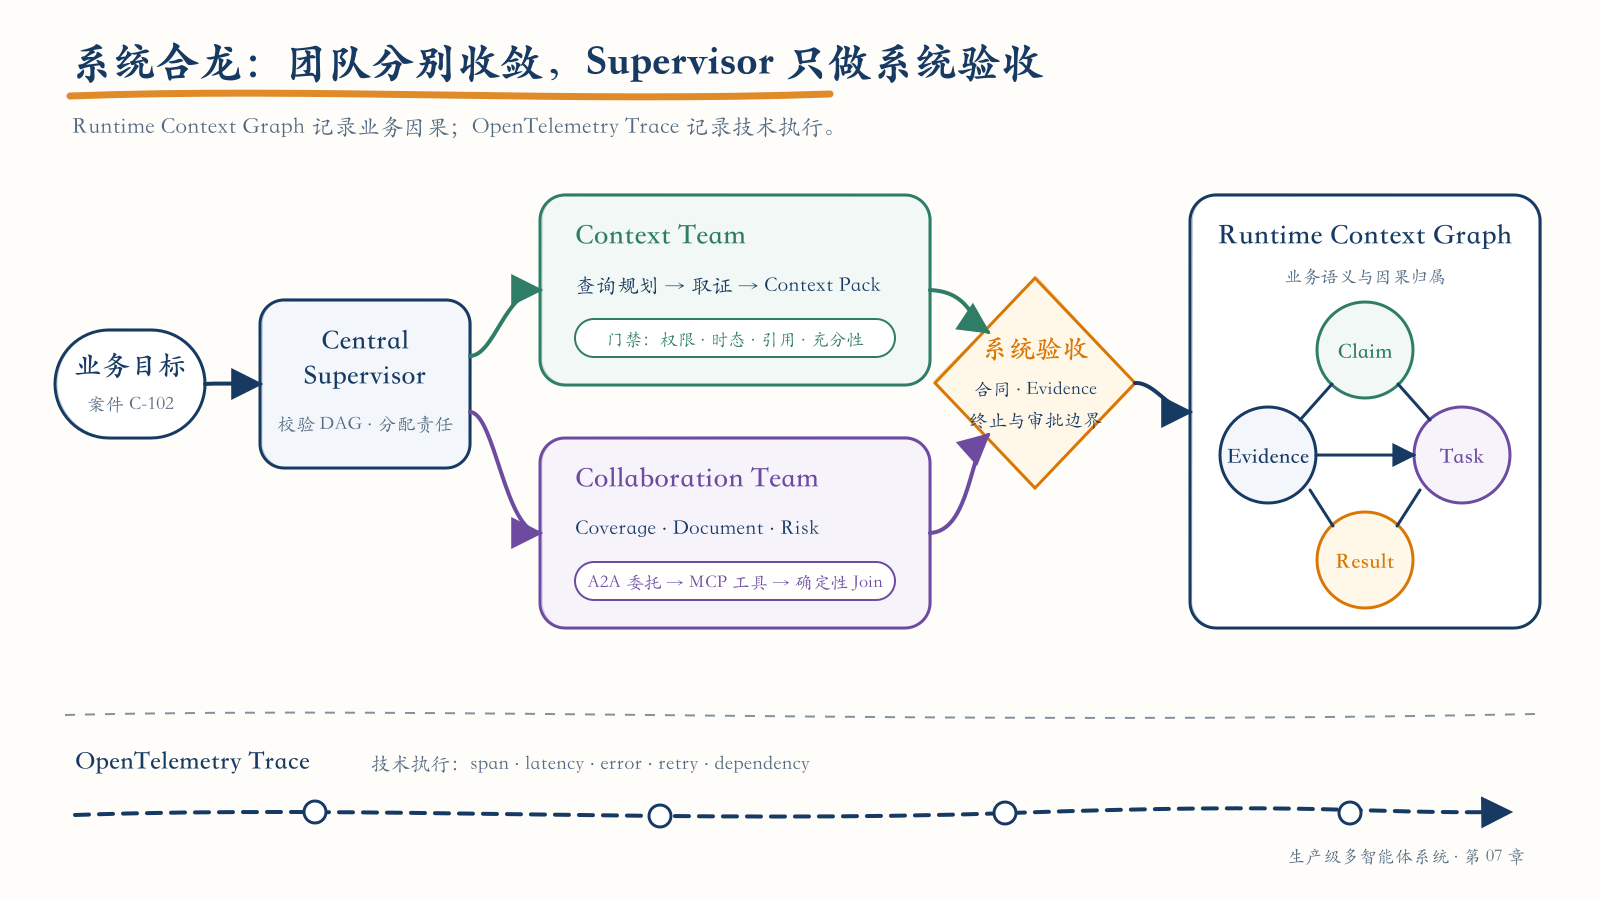 系统合龙：团队分别收敛，Supervisor 只做系统验收
Runtime Context Graph 记录业务因果；OpenTelemetry Trace 记录技术执行。
业务目标
案件 C-102
Central
Supervisor
校验 DAG · 分配责任
Context Team
查询规划 → 取证 → Context Pack
门禁：权限 · 时态 · 引用 · 充分性
Collaboration Team
Coverage · Document · Risk
A2A 委托 → MCP 工具 → 确定性 Join
系统验收
合同 · Evidence
终止与审批边界
Runtime Context Graph
业务语义与因果归属
Claim
Evidence
Task
Result
OpenTelemetry Trace
技术执行：span · latency · error · retry · dependency
生产级多智能体系统 · 第 07 章